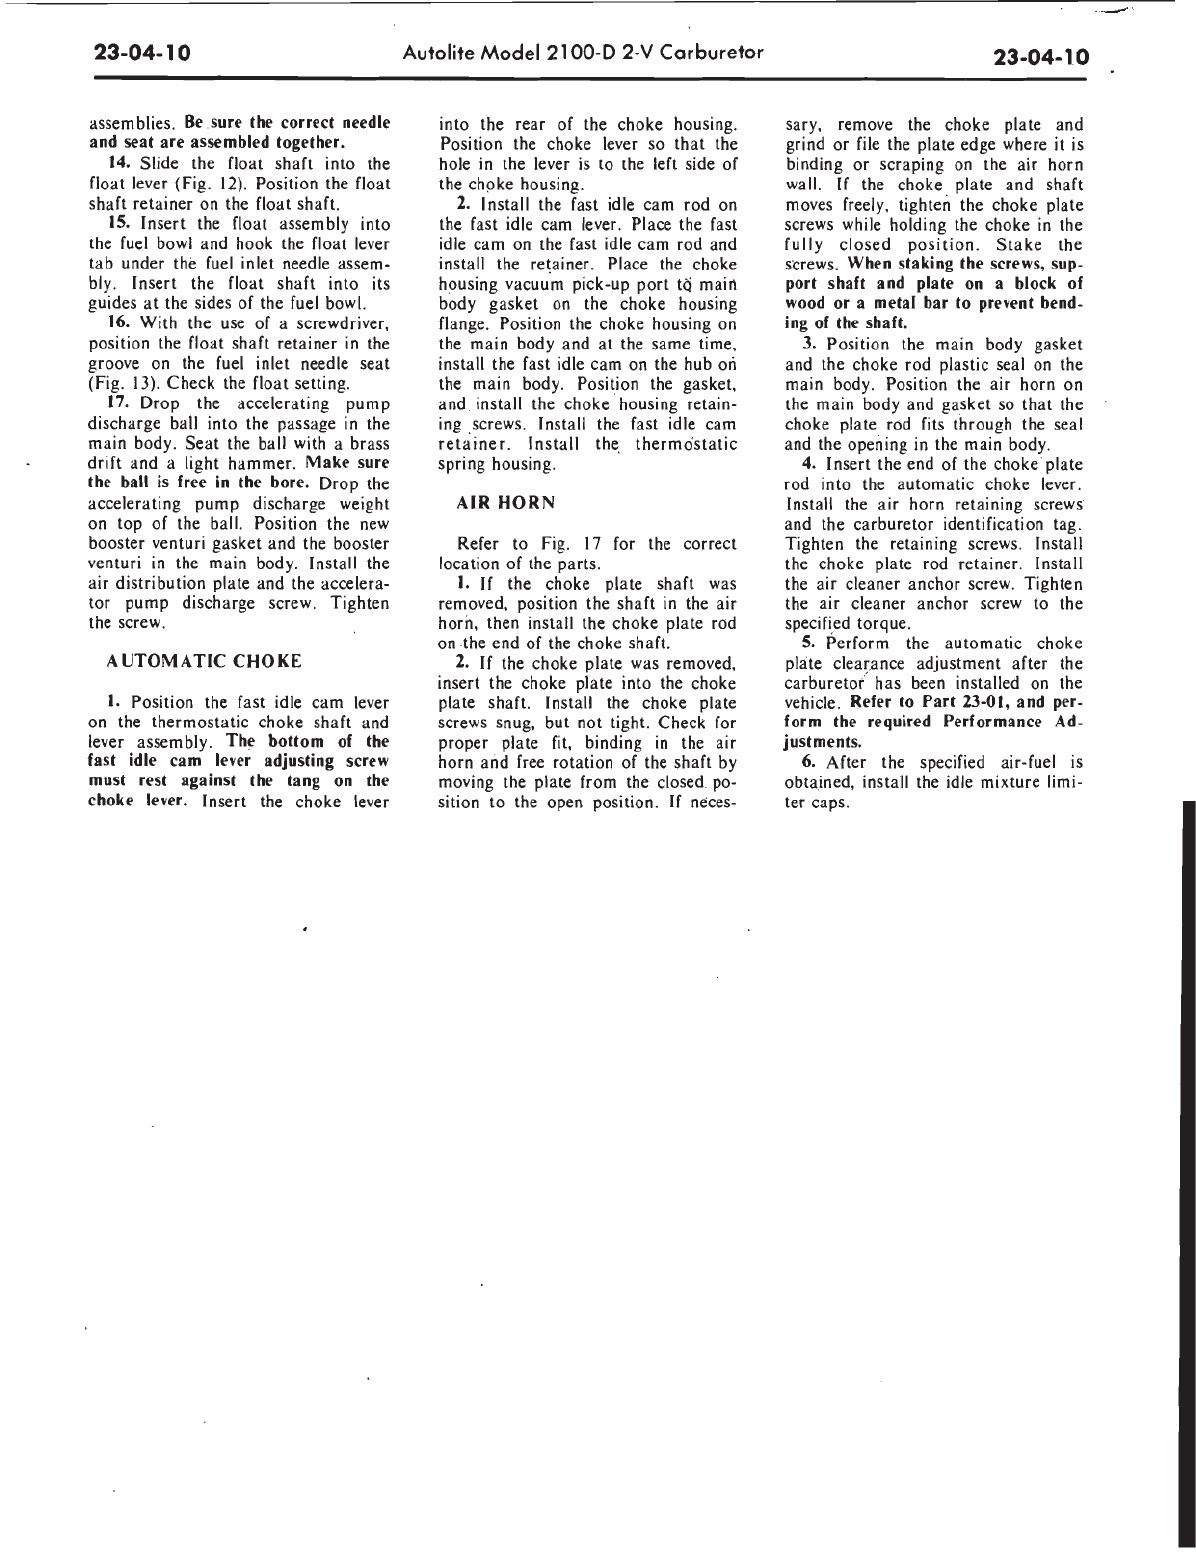 23-04-10
Autolite Model 2100-D 2-V Carburetor
23-04-10
assemblies. Be sure the correct needle
and seat are assembled together.
14. Slide the float shaft into the
float lever (Fig. 12). Position the float
shaft retainer on the float shaft.
15. Insert the float assembly into
the fuel bowl and hook the float lever
tab under the fuel inlet needle assem-
bly. Insert the float shaft into its
guides at the sides of the fuel bowl.
16. With the use of a screwdriver,
position the float shaft retainer in the
groove on the fuel inlet needle seat
(Fig. 13). Check the float setting.
17. Drop the accelerating pump
discharge ball into the passage in the
main body. Seat the ball with a brass
drift and a light hammer. Make sure
the ball is free in the bore. Drop the
accelerating pump discharge weight
on top of the ball. Position the new
booster venturi gasket and the booster
venturi in the main body. Install the
air distribution plate and the accelera-
tor pump discharge screw. Tighten
the screw.
AUTOMATIC CHOKE
1. Position the fast idle cam lever
on the thermostatic choke shaft and
lever assembly. The bottom of the
fast idle cam lever adjusting screw
must rest against the tang on the
choke lever. Insert the choke lever
into the rear of the choke housing.
Position the choke lever so that the
hole in the lever is to the left side of
the choke housing.
2. Install the fast idle cam rod on
the fast idle cam lever. Place the fast
idle cam on the fast idle cam rod and
install the retainer. Place the choke
housing vacuum pick-up port to main
body gasket on the choke housing
flange. Position the choke housing on
the main body and at the same time,
install the fast idle cam on the hub on
the main body. Position the gasket,
and install the choke housing retain-
ing screws. Install the fast idle cam
retainer. Install the thermostatic
spring housing.
AIR HORN
Refer to Fig. 17 for the correct
location of the parts.
1. If the choke plate shaft was
removed, position the shaft in the air
horn, then install the choke plate rod
on the end of the choke shaft.
2. If the choke plate was removed,
insert the choke plate into the choke
plate shaft. Install the choke plate
screws snug, but not tight. Check for
proper plate fit, binding in the air
horn and free rotation of the shaft by
moving the plate from the closed po-
sition to the open position. If neces-
sary, remove the choke plate and
grind or file the plate edge where it is
binding or scraping on the air horn
wall. If the choke plate and shaft
moves freely, tighten the choke plate
screws while holding the choke in the
fully closed position. Stake the
screws. When staking the screws, sup-
port shaft and plate on a block of
wood or a metal bar to prevent bend-
ing of the shaft.
3. Position the main body gasket
and the choke rod plastic seal on the
main body. Position the air horn on
the main body and gasket so that the
choke plate rod fits through the seal
and the opening in the main body.
4. Insert the end of the choke plate
rod into the automatic choke lever.
Install the air horn retaining screws
and the carburetor identification tag.
Tighten the retaining screws. Install
the choke plate rod retainer. Install
the air cleaner anchor screw. Tighten
the air cleaner anchor screw to the
specified torque.
5. Perform the automatic choke
plate clearance adjustment after the
carburetor has been installed on the
vehicle. Refer to Part 23-01, and per-
form the required Performance Ad-
justments.
6. After the specified air-fuel is
obtained, install the idle mixture limi-
ter caps.